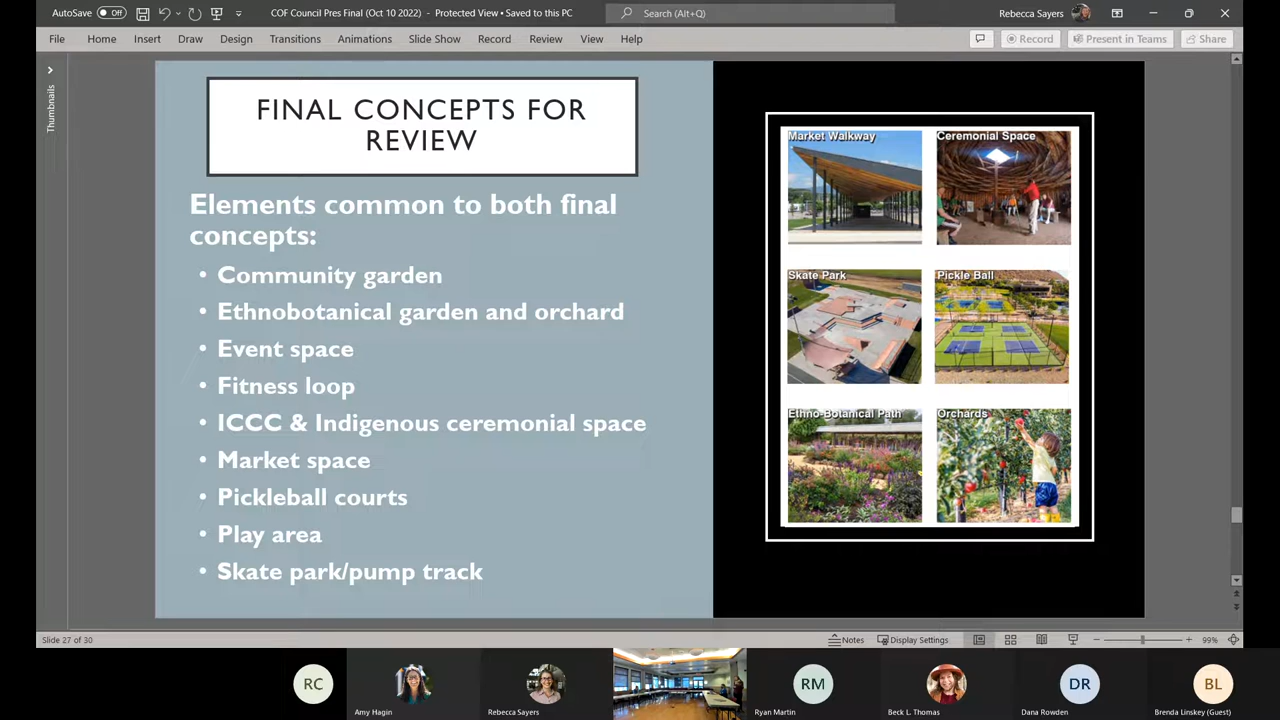 AutoSave Off COF Council Pres Final (Oct 10 2022) - Protected View • Saved to this PC Search (Alt+Q) Rebecca Sayers
File Home Insert Draw Design Transitions Animations Slide Show Record Review View Help Record Present in Teams Share
Thumbnails
FINAL CONCEPTS FOR
REVIEW
Elements common to both final
concepts:
• Community garden
• Ethnobotanical garden and orchard
• Event space
• Fitness loop
• ICCC & Indigenous ceremonial space
• Market space
• Pickleball courts
• Play area
• Skate park/pump track
Market Walkway Ceremonial Space
Skate Park Pickle Ball
Ethno-Botanical Path Orchards
Slide 27 of 30 Notes Display Settings 99%
RC RM DR BL
Amy Hagin Rebecca Sayers Ryan Martin Beck L. Thomas Dana Rowden Brenda Linskey (Guest)